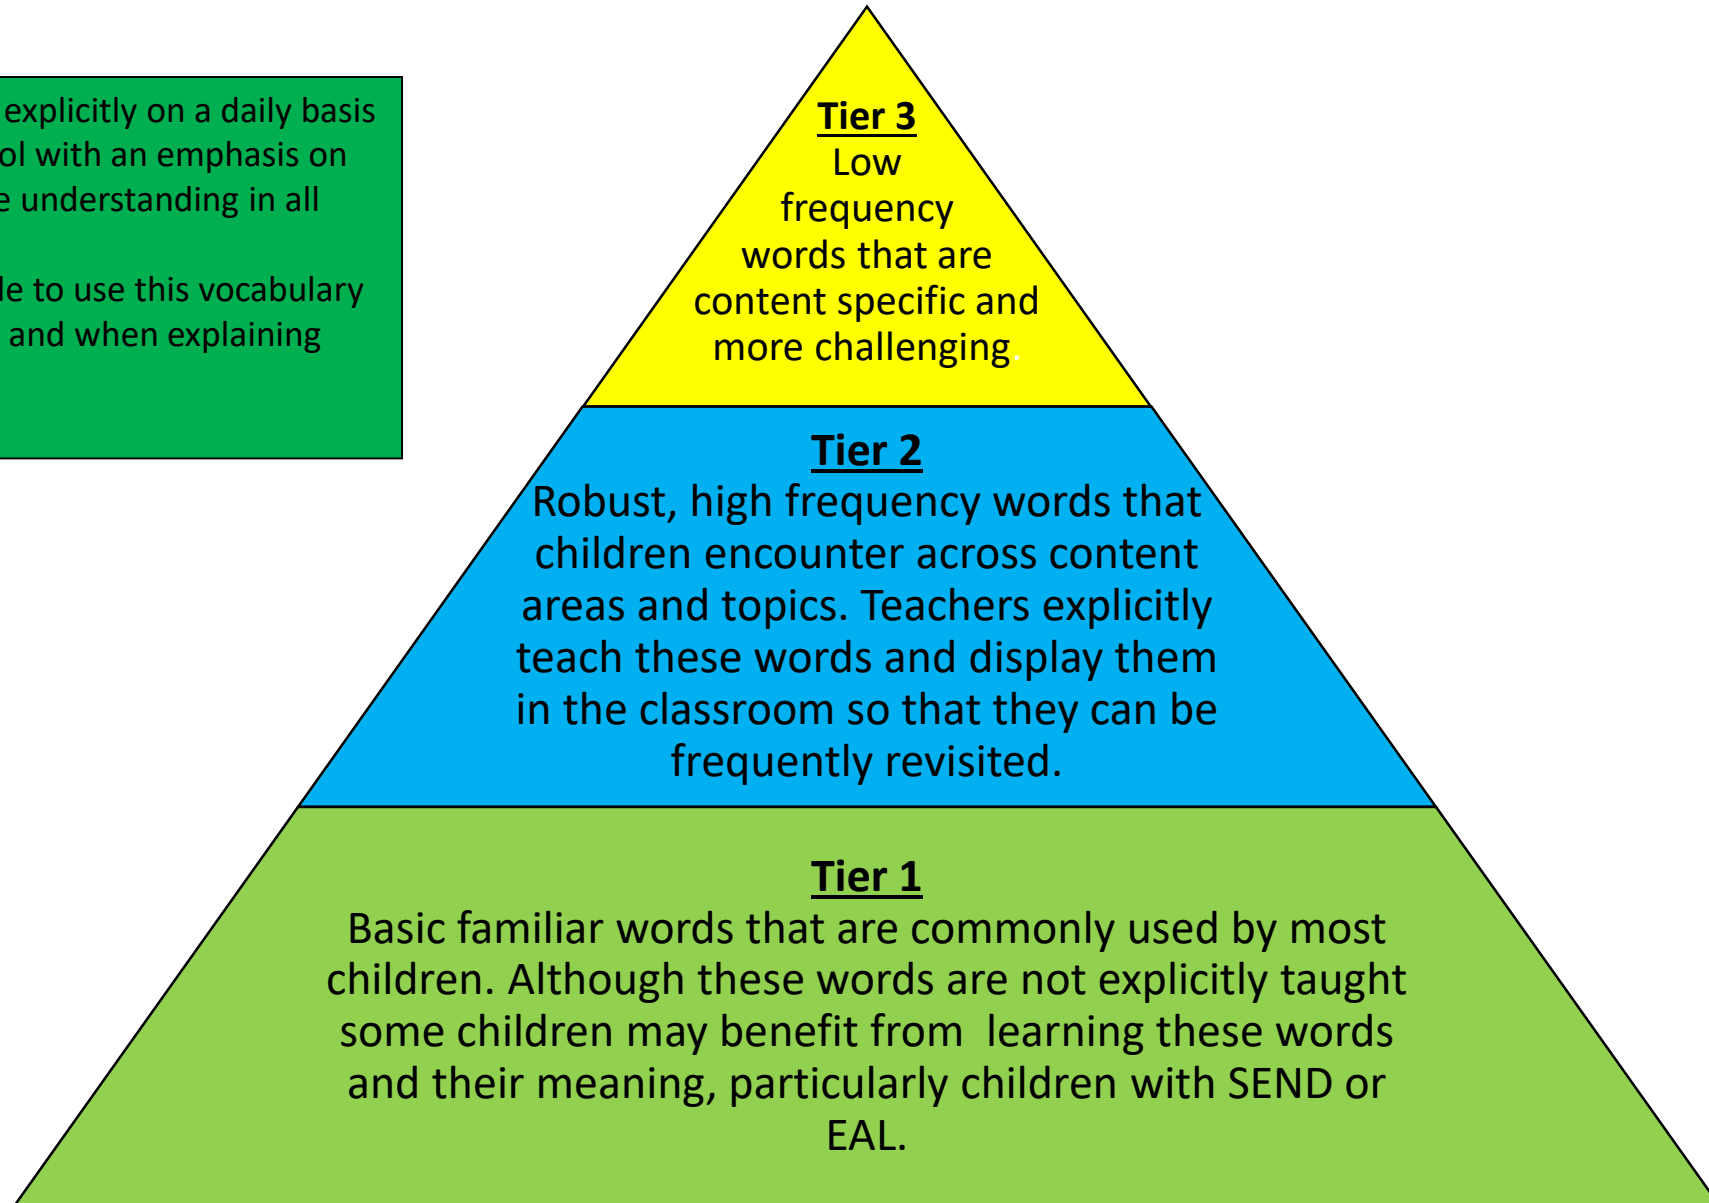 explicitly on a daily basis
with an emphasis on
understanding in all
to use this vocabulary
and when explaining
Tier 3
Low
frequency
words that are
content specific and
more challenging.
Tier 2
Robust, high frequency words that
children encounter across content
areas and topics. Teachers explicitly
teach these words and display them
in the classroom so that they can be
frequently revisited.
Tier 1
Basic familiar words that are commonly used by most
children. Although these words are not explicitly taught
some children may benefit from learning these words
and their meaning, particularly children with SEND or
EAL.